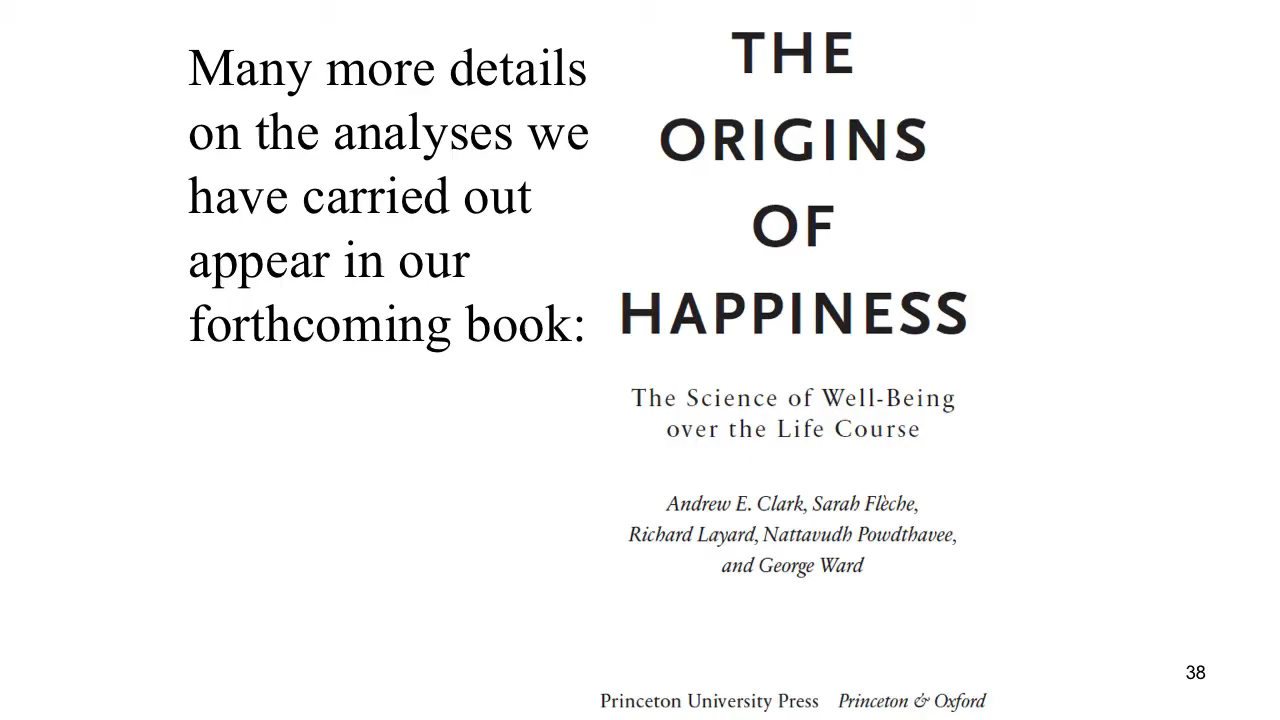 Many more details
on the analyses we
have carried out
appear in our
forthcoming book:
THE
ORIGINS
OF
HAPPINESS
The Science of Well-Being
over the Life Course
Andrew E. Clark, Sarah Flèche,
Richard Layard, Nattavudh Powdthavee,
and George Ward
Princeton University Press Princeton & Oxford
38